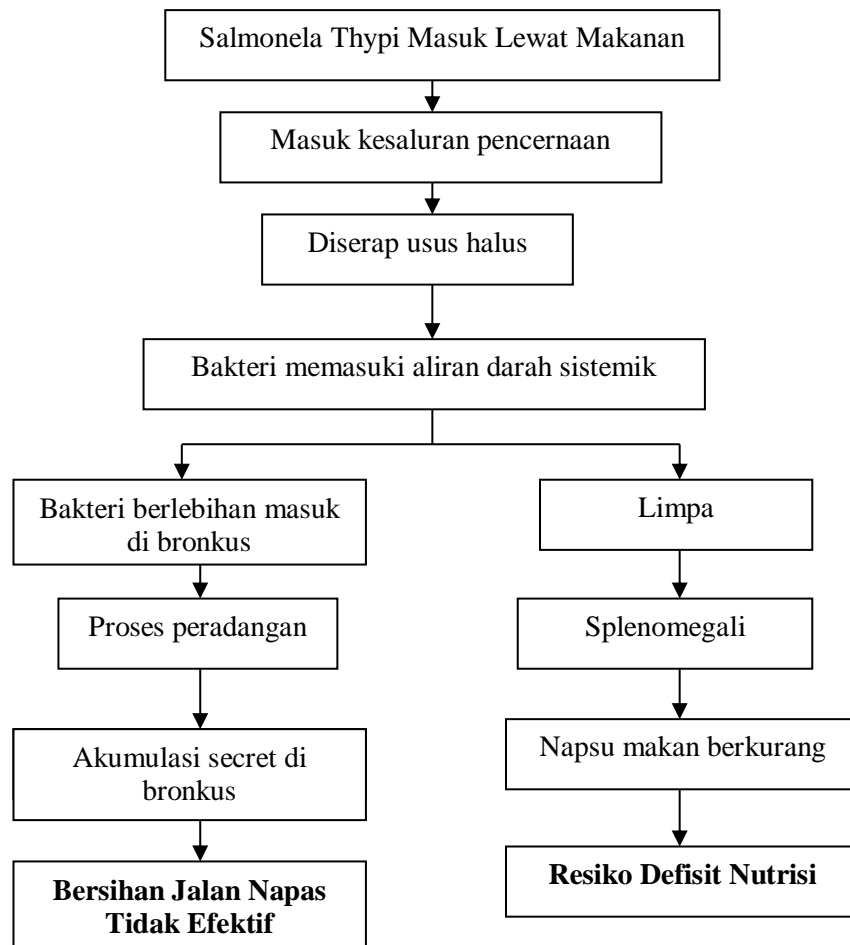 Salmonela Thypi Masuk Lewat Makanan
Masuk kesaluran pencernaan
Diserap usus halus
Bakteri memasuki aliran darah sistemik
Bakteri berlebihan masuk
di bronkus
Proses peradangan
Akumulasi secret di
bronkus
Bersihan Jalan Napas
Tidak Efektif
Limpa
Splenomegali
Napsu makan berkurang
Resiko Defisit Nutrisi